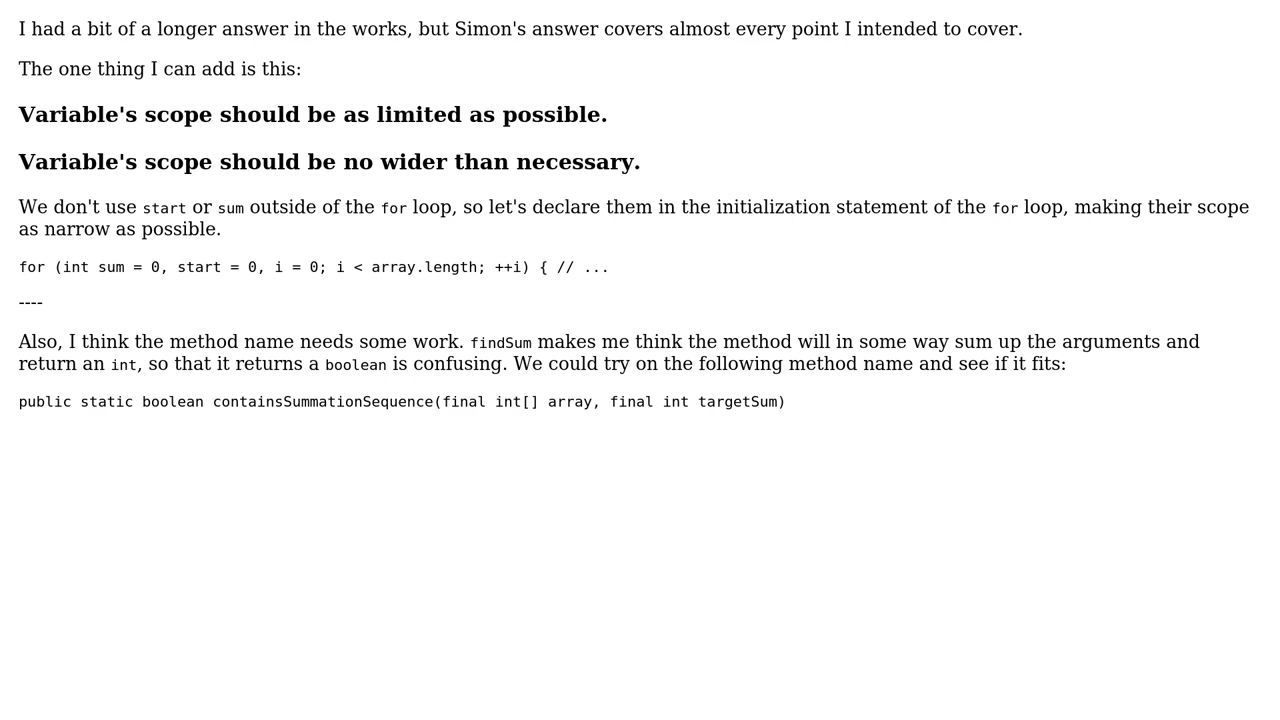 I had a bit of a longer answer in the works, but Simon's answer covers almost every point I intended to cover.
The one thing I can add is this:
Variable's scope should be as limited as possible.
Variable's scope should be no wider than necessary.
We don't use start or sum outside of the for loop, so let's declare them in the initialization statement of the for loop, making their scope
as narrow as possible.
for (int sum = 0, start = 0, i = 0; i < array.length; ++i) { // ...
----
Also, I think the method name needs some work. findSum makes me think the method will in some way sum up the arguments and
return an int, so that it returns a boolean is confusing. We could try on the following method name and see if it fits:
public static boolean containsSummationSequence(final int[] array, final int targetSum)